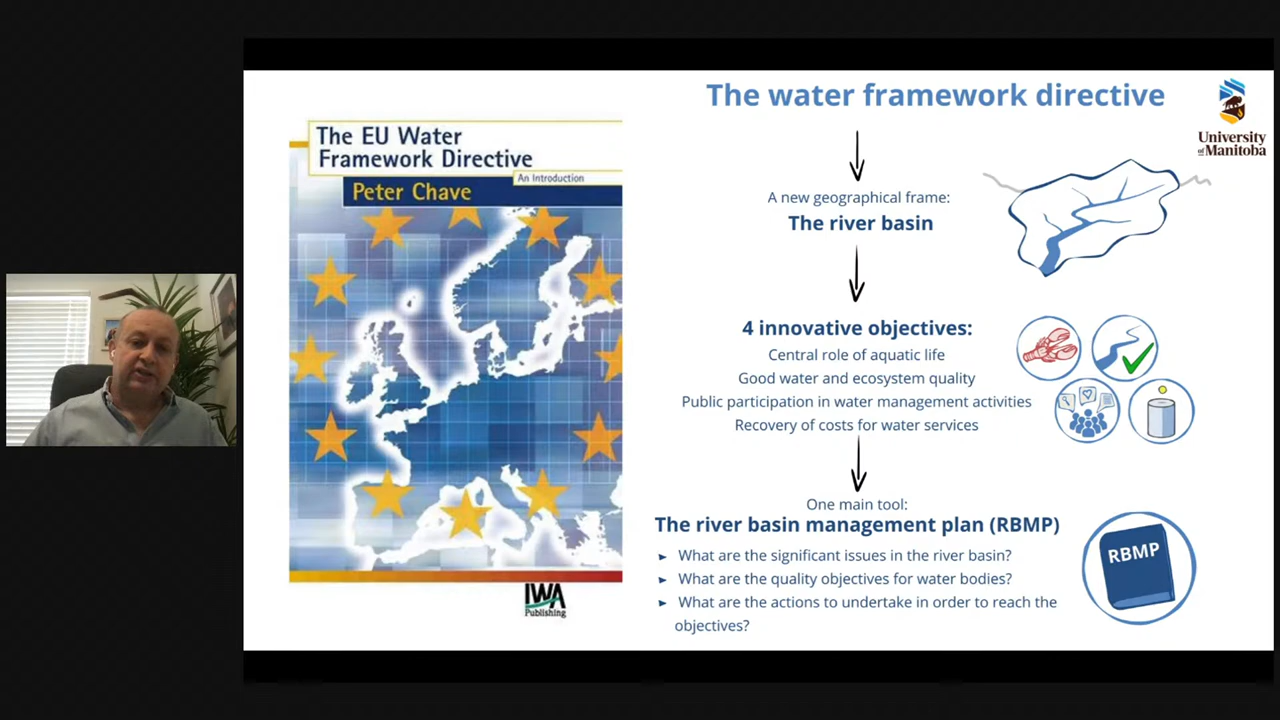 The EU Water
Framework Directive
An Introduction
Peter Chave
IWA
Publishing
The water framework directive
University
of Manitoba
A new geographical frame:
The river basin
4 innovative objectives:
Central role of aquatic life
Good water and ecosystem quality
Public participation in water management activities
Recovery of costs for water services
One main tool:
The river basin management plan (RBMP)
► What are the significant issues in the river basin?
► What are the quality objectives for water bodies?
► What are the actions to undertake in order to reach the
objectives?
RBMP